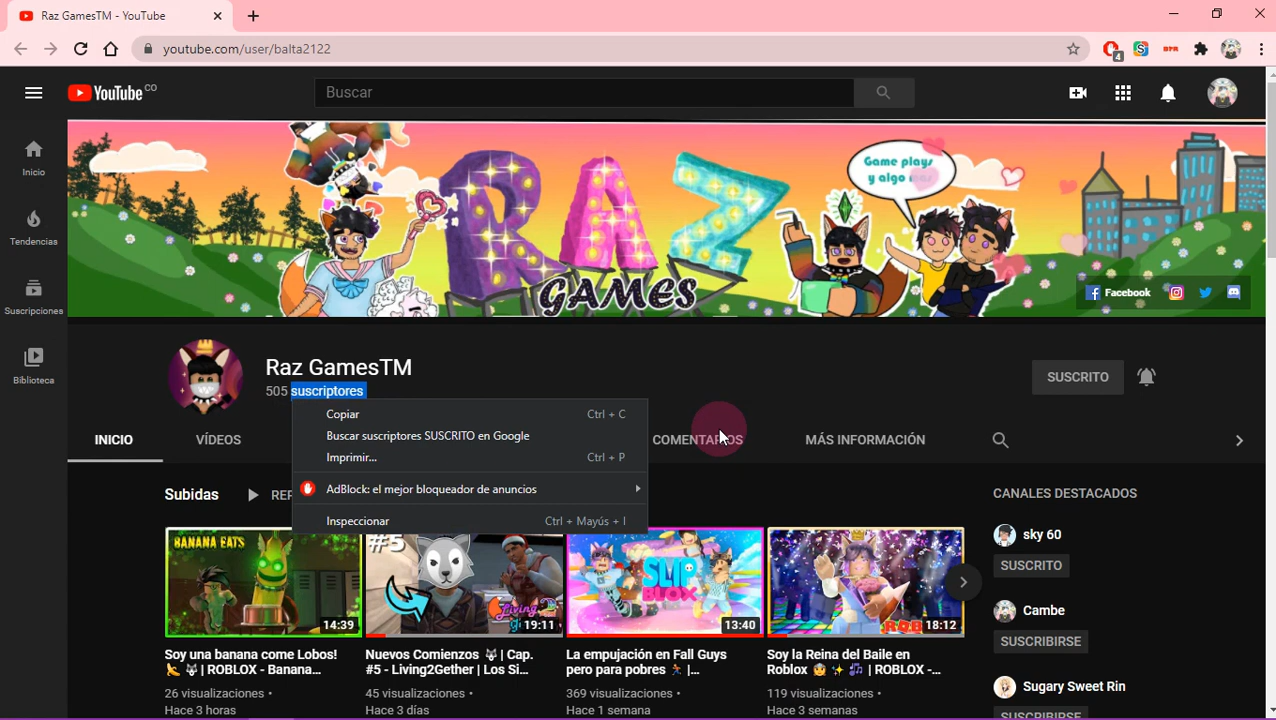 Raz GamesTM - YouTube
youtube.com/user/balta2122
4
YouTube CO
Buscar
Inicio
Tendencias
Suscripciones
Biblioteca
RAZ
GAMES
Game plays
y algo mas
Facebook
Raz GamesTM
505 suscriptores
SUSCRITO
Copiar Ctrl + C
Buscar suscriptores SUSCRITO en Google
Imprimir... Ctrl + P
AdBlock: el mejor bloqueador de anuncios
Inspeccionar Ctrl + Mayús + I
INICIO
VÍDEOS
COMENTARIOS
MÁS INFORMACIÓN
Subidas
CANALES DESTACADOS
BANANA EATS
14:39
#5
19:11
SLIP
BLOX
13:40
18:12
Soy una banana come Lobos!
🍌 🐺 | ROBLOX - Banana...
26 visualizaciones •
Hace 3 horas
Nuevos Comienzos 🐺 | Cap.
#5 - Living2Gether | Los Si...
45 visualizaciones •
Hace 3 días
La empujación en Fall Guys
pero para pobres 🏃 |...
369 visualizaciones •
Hace 1 semana
Soy la Reina del Baile en
Roblox 👸 ✨ 🎶 | ROBLOX -...
119 visualizaciones •
Hace 3 semanas
sky 60
SUSCRITO
Cambe
SUSCRIBIRSE
Sugary Sweet Rin
SUSCRIBIRSE